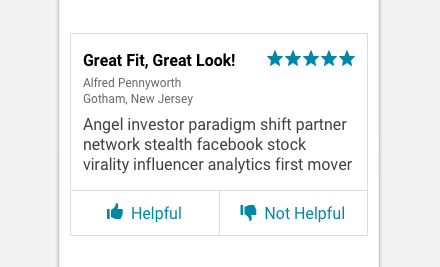 Great Fit, Great Look!
Alfred Pennyworth
Gotham, New Jersey
Angel investor paradigm shift partner
network stealth facebook stock
virality influencer analytics first mover
Helpful
Not Helpful